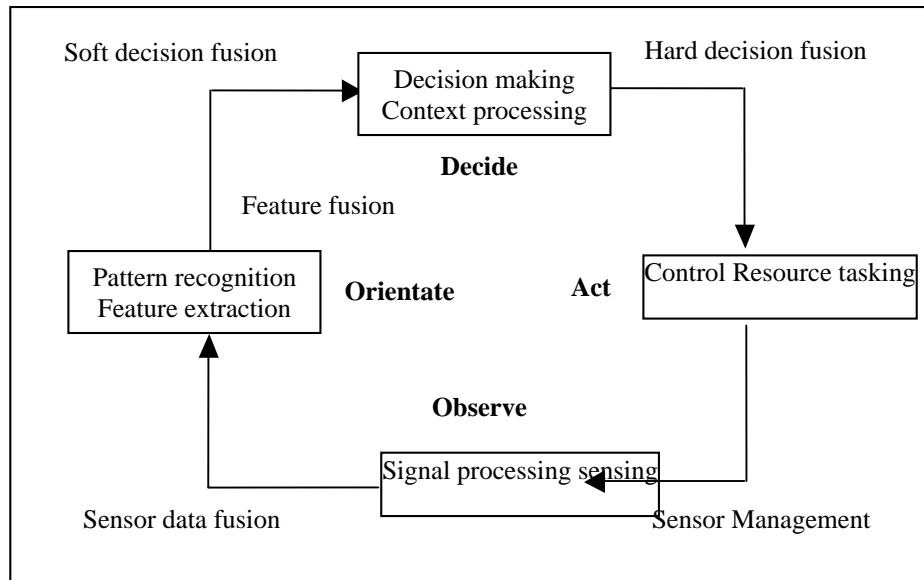 Soft decision fusion
Hard decision fusion
Decision making
Context processing
Decide
Feature fusion
Pattern recognition
Feature extraction
Orientate
Act
Control Resource tasking
Observe
Signal processing sensing
Sensor data fusion
Sensor Management